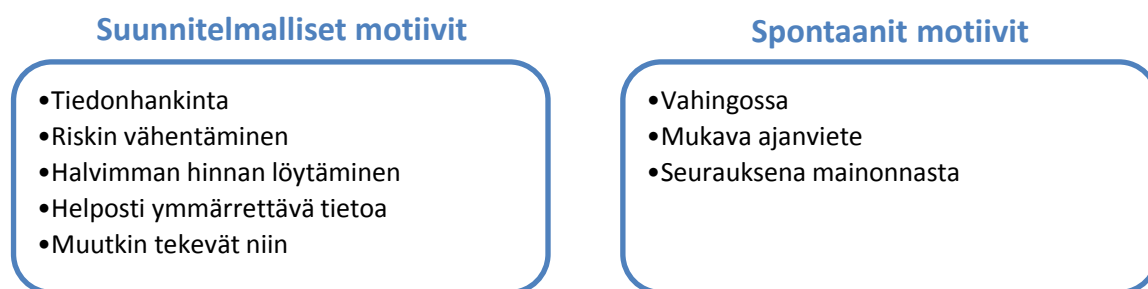 Suunnitelmalliset motiivit
•Tiedonhankinta
•Riskin vähentäminen
•Halvimman hinnan löytäminen
•Helposti ymmärrettävä tietoa
•Muutkin tekevät niin
Spontaanit motiivit
•Vahingossa
•Mukava ajanviete
•Seurauksena mainonnasta